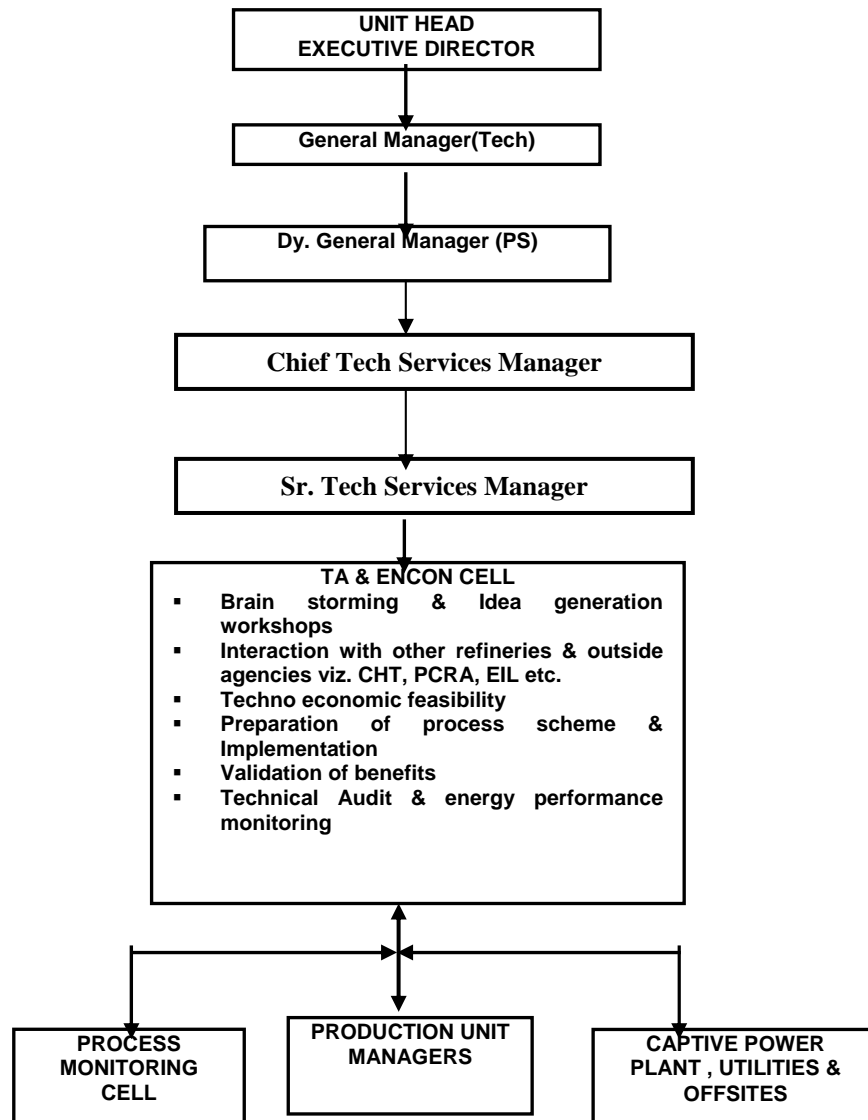 UNIT HEAD
EXECUTIVE DIRECTOR
General Manager(Tech)
Dy. General Manager (PS)
Chief Tech Services Manager
Sr. Tech Services Manager
TA & ENCON CELL
▪ Brain storming & Idea generation
workshops
▪ Interaction with other refineries & outside
agencies viz. CHT, PCRA, EIL etc.
▪ Techno economic feasibility
▪ Preparation of process scheme &
Implementation
▪ Validation of benefits
▪ Technical Audit & energy performance
monitoring
PROCESS
MONITORING
CELL
PRODUCTION UNIT
MANAGERS
CAPTIVE POWER
PLANT , UTILITIES &
OFFSITES